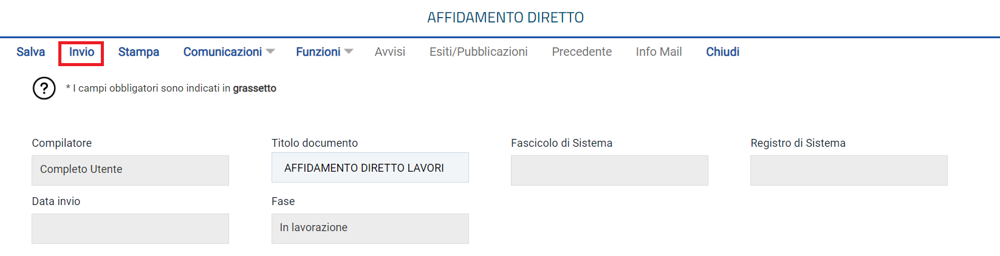 AFFIDAMENTO DIRETTO
Salva Invio Stampa Comunicazioni Funzioni Avvisi Esiti/Pubblicazioni Precedente Info Mail Chiudi
? * I campi obbligatori sono indicati in grassetto
Compilatore Titolo documento Fascicolo di Sistema Registro di Sistema
Completo Utente AFFIDAMENTO DIRETTO LAVORI
Data invio Fase
In lavorazione